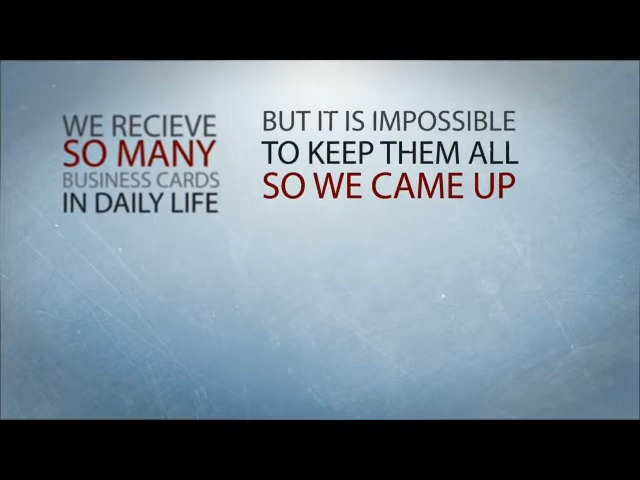 WE RECIEVE
SO MANY
BUSINESS CARDS
IN DAILY LIFE
BUT IT IS IMPOSSIBLE
TO KEEP THEM ALL
SO WE CAME UP